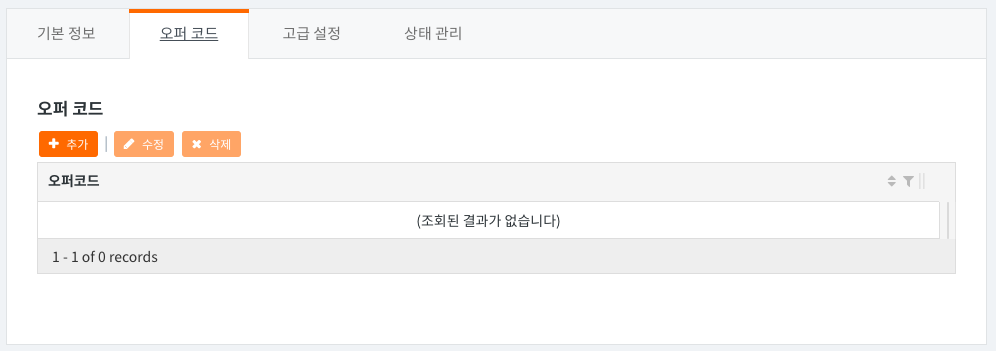 기본 정보 오퍼 코드 고급 설정 상태 관리
오퍼 코드
추가 | 수정 삭제
오퍼코드
(조회된 결과가 없습니다)
1 - 1 of 0 records